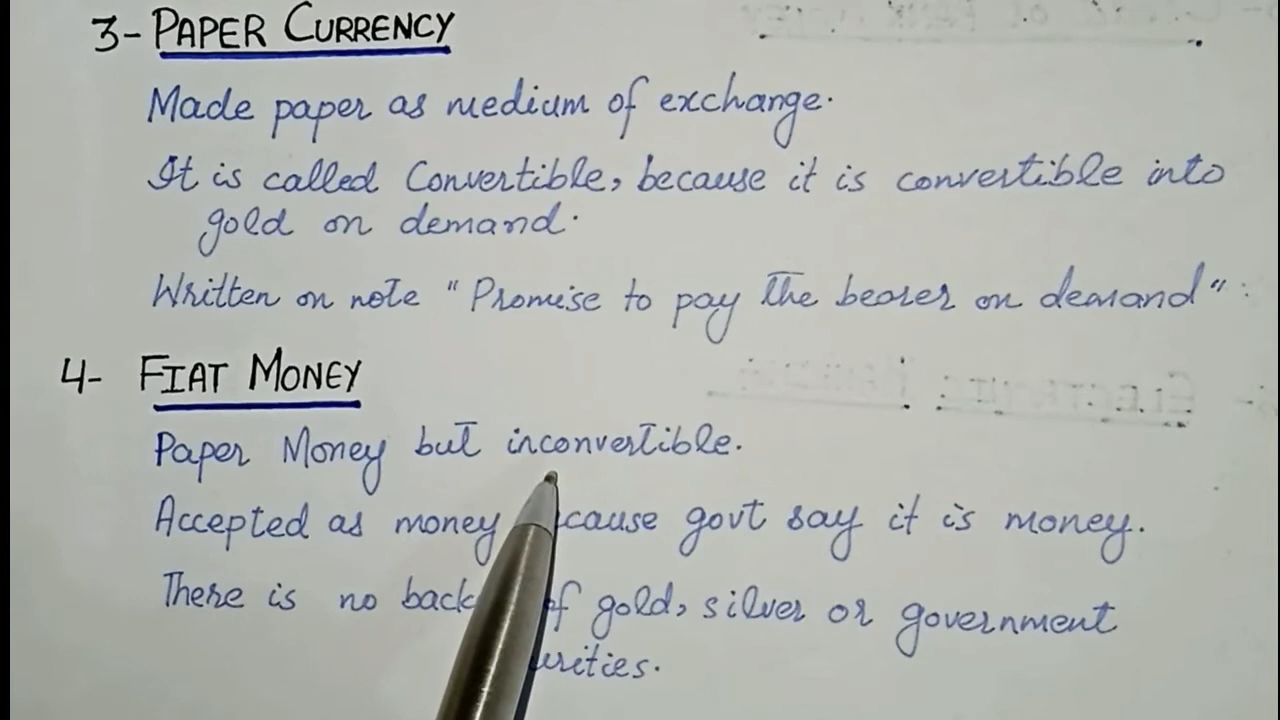 3- PAPER CURRENCY
Made paper as medium of exchange.
It is called Convertible, because it is convertible into
gold on demand.
Written on note "Promise to pay the bearer on demand".
4- FIAT MONEY
Paper Money but inconvertible.
Accepted as money cause govt say it is money.
There is no back of gold, silver or government
urities.